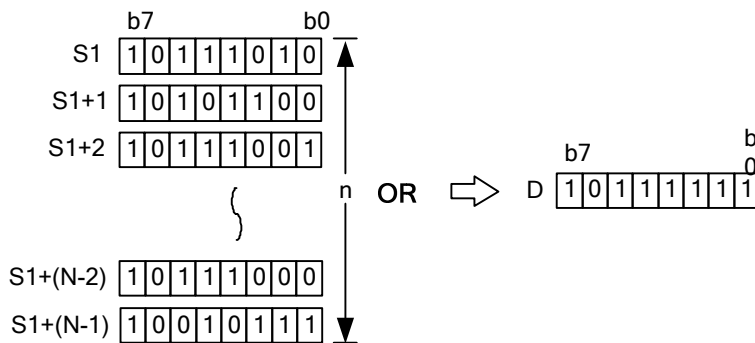 b7 b0
S1 1 0 1 1 1 0 1 0
S1+1 1 0 1 0 1 1 0 0
S1+2 1 0 1 1 1 0 0 1
n OR
b7 b
0
D 1 0 1 1 1 1 1 1
S1+(N-2) 1 0 1 1 1 0 0 0
S1+(N-1) 1 0 0 1 0 1 1 1